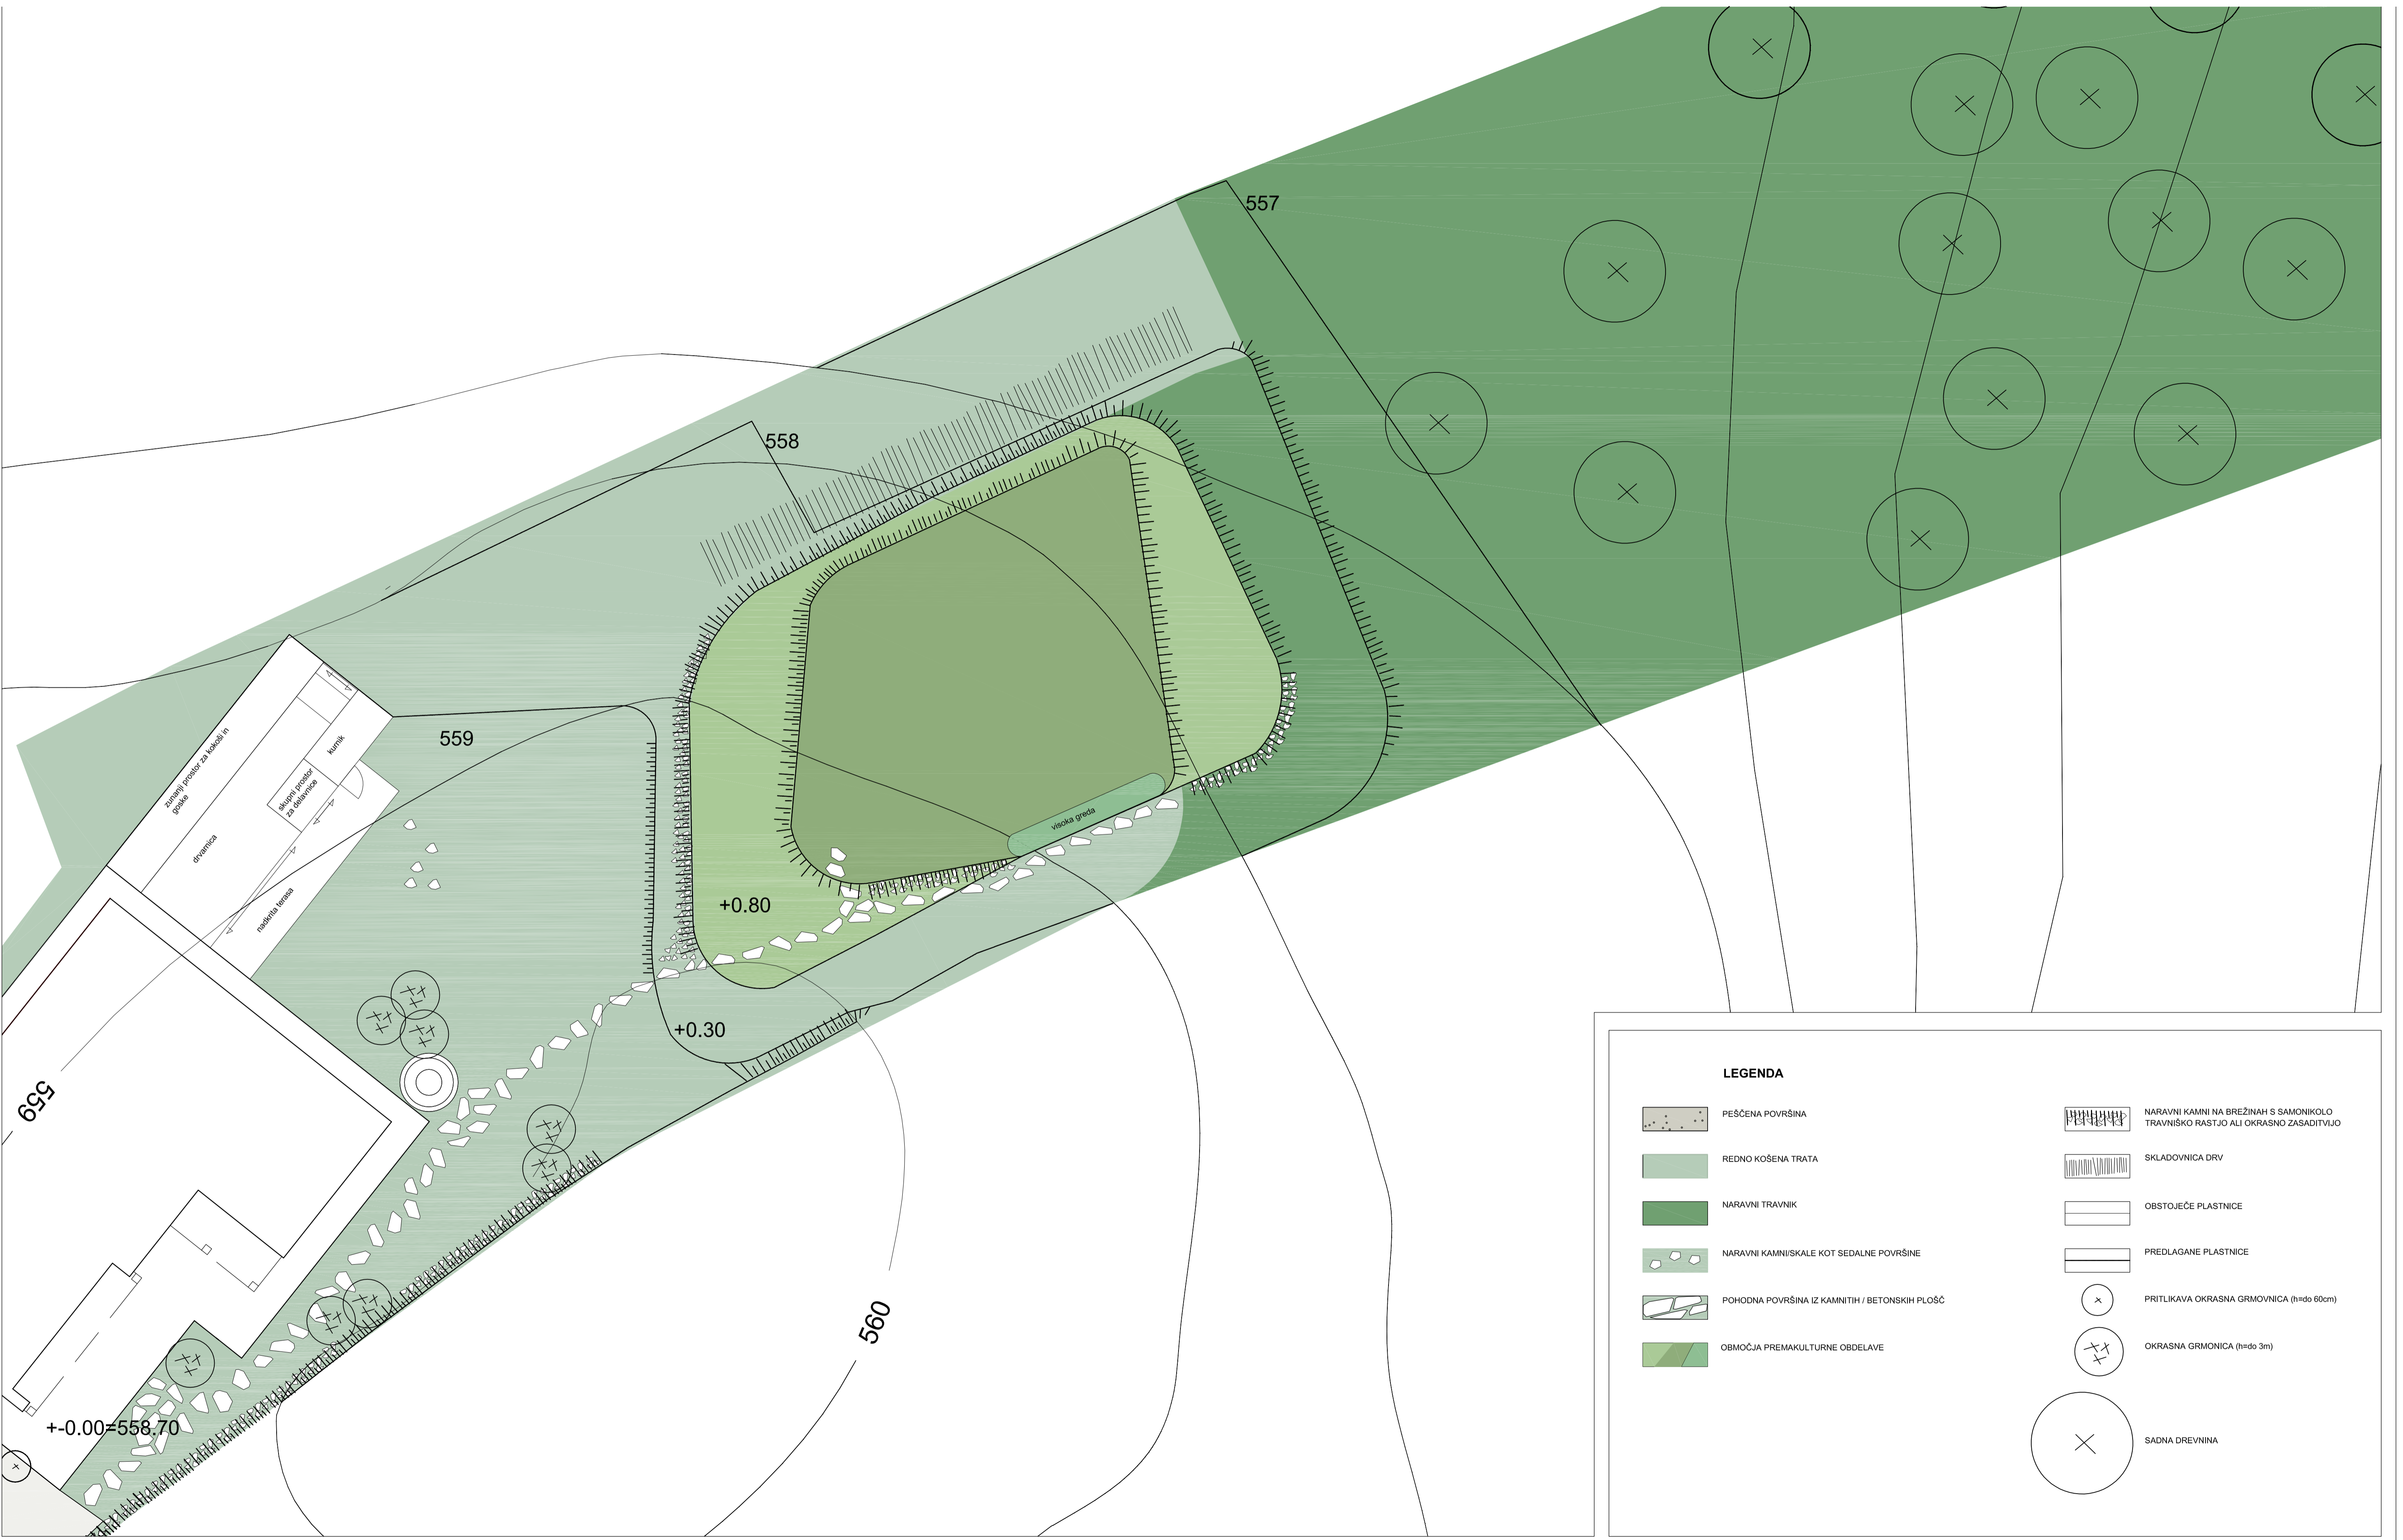 557
558
559
zunanji prostor za kokoši in
goske
kurnik
skupni prostor
za delavnice
drvarnica
nadkrita terasa
visoka greda
+0.80
+0.30
559
560
+-0.00=558.70
LEGENDA
PEŠČENA POVRŠINA
REDNO KOŠENA TRATA
NARAVNI TRAVNIK
NARAVNI KAMNI/SKALE KOT SEDALNE POVRŠINE
POHODNA POVRŠINA IZ KAMNITIH / BETONSKIH PLOŠČ
OBMOČJA PREMAKULTURNE OBDELAVE
NARAVNI KAMNI NA BREŽINAH S SAMONIKOLO
TRAVNIŠKO RASTJO ALI OKRASNO ZASADITVIJO
SKLADOVNICA DRV
OBSTOJEČE PLASTNICE
PREDLAGANE PLASTNICE
PRITLIKAVA OKRASNA GRMOVNICA (h=do 60cm)
OKRASNA GRMONICA (h=do 3m)
SADNA DREVNINA